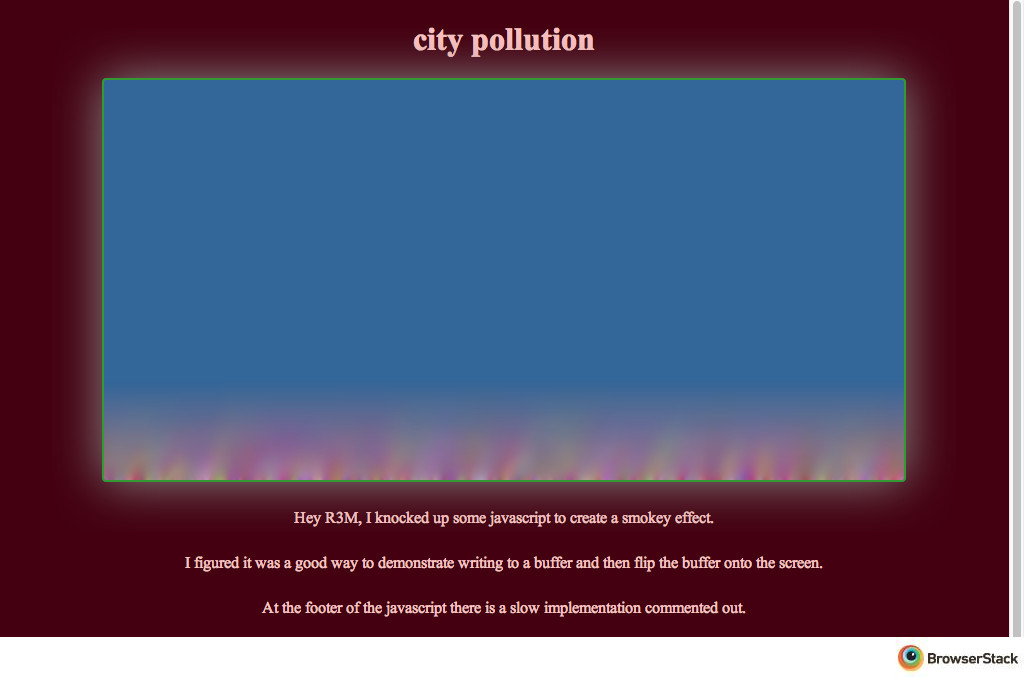 city pollution
Hey R3M, I knocked up some javascript to create a smokey effect.
I figured it was a good way to demonstrate writing to a buffer and then flip the buffer onto the screen.
At the footer of the javascript there is a slow implementation commented out.
BrowserStack